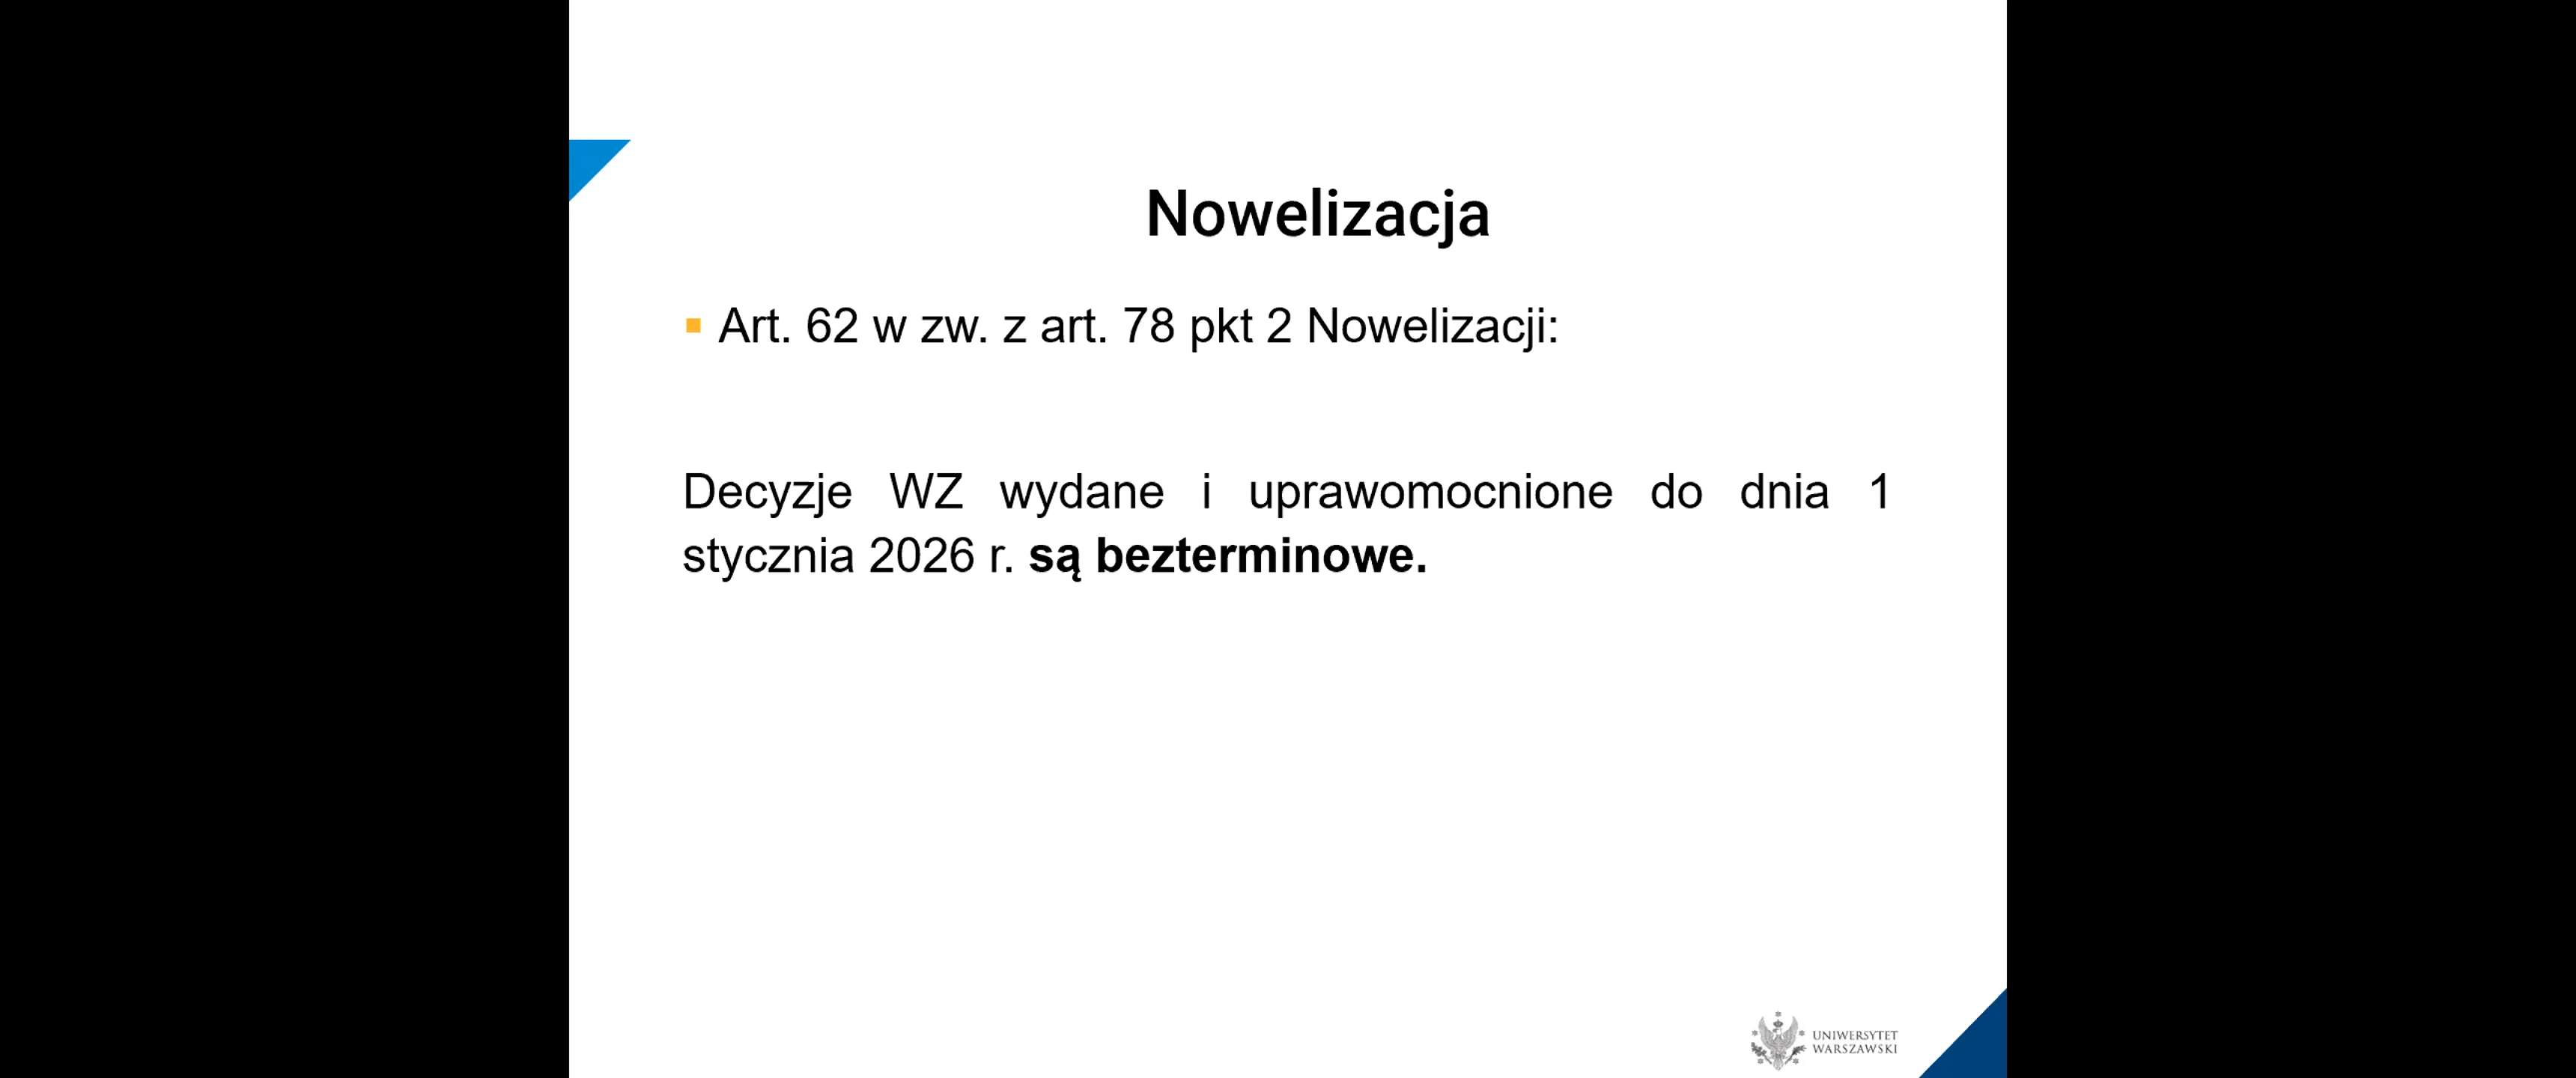 Nowelizacja
Art. 62 w zw. z art. 78 pkt 2 Nowelizacji:
Decyzje WZ wydane i uprawomocnione do dnia 1
stycznia 2026 r. są bezterminowe.
UNIWERSYTET
WARSZAWSKI